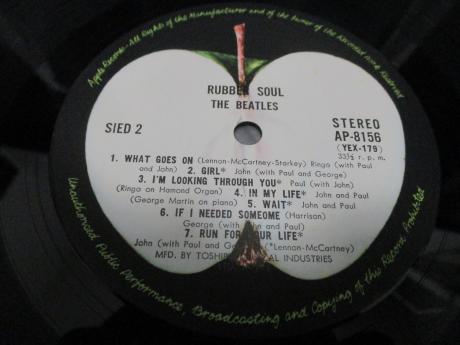 Apple Records · All Rights of the Manufacturer and of the Owner of the Recorded Work Reserved
RUBBER SOUL
THE BEATLES
SIED 2
STEREO
AP-8156
(YEX-179)
33⅓ r. p. m.
1. WHAT GOES ON (Lennon-McCartney-Starkey) Ringo (with Paul
and John) 2. GIRL* John (with Paul and George)
3. I'M LOOKING THROUGH YOU* Paul (with John)
(Ringo on Hamond Organ) 4. IN MY LIFE* John and Paul
(George Martin on piano) 5. WAIT* John and Paul
6. IF I NEEDED SOMEONE (Harrison)
George (with John and Paul)
7. RUN FOR YOUR LIFE*
John (with Paul and George) (*Lennon-McCartney)
MFD. BY TOSHIBA INDUSTRIES
Unauthorised Public Performance, Broadcasting and Copying of this Record Prohibited